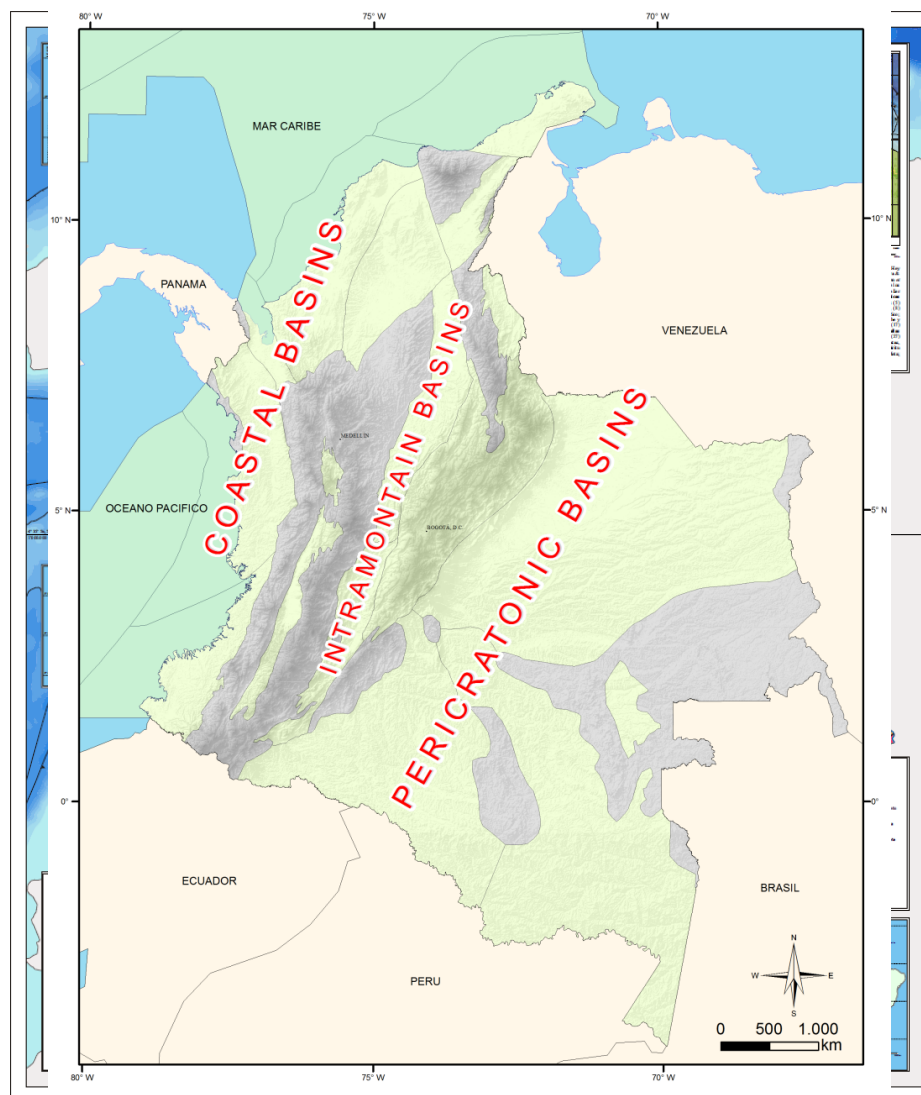 80° W
75° W
70° W
MAR CARIBE
10° N
10° N
PANAMA
VENEZUELA
COASTAL BASINS
INTRAMONTAIN BASINS
PERICRATONIC BASINS
MEDELLIN
OCEANO PACIFICO
5° N
5° N
BOGOTA, D.C.
0°
0°
ECUADOR
BRASIL
PERU
N
W
E
S
0 500 1.000
km
80° W
75° W
70° W